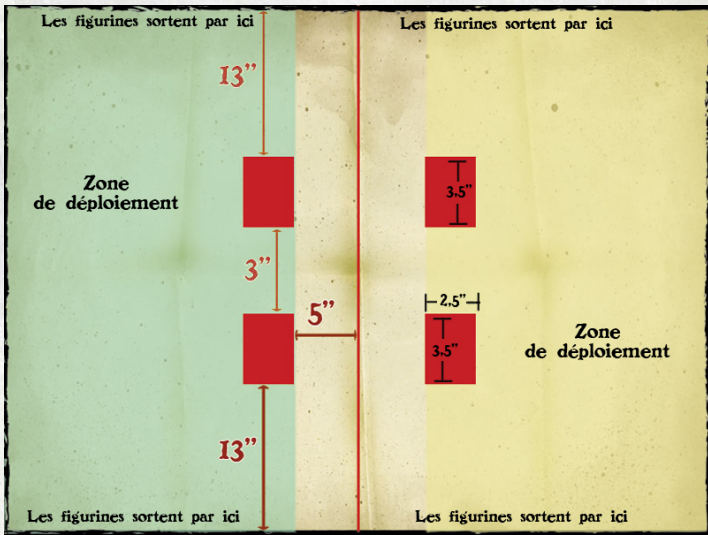 Les figurines sortent par ici
Les figurines sortent par ici
13”
Zone
de déploiement
3,5”
3”
2,5”
5”
3,5”
Zone
de déploiement
13”
Les figurines sortent par ici
Les figurines sortent par ici